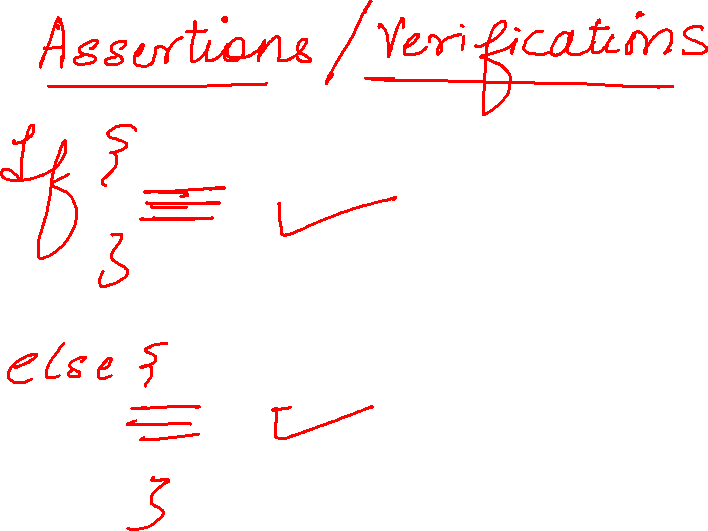 Assertions / Verifications
If {
}
else {
}